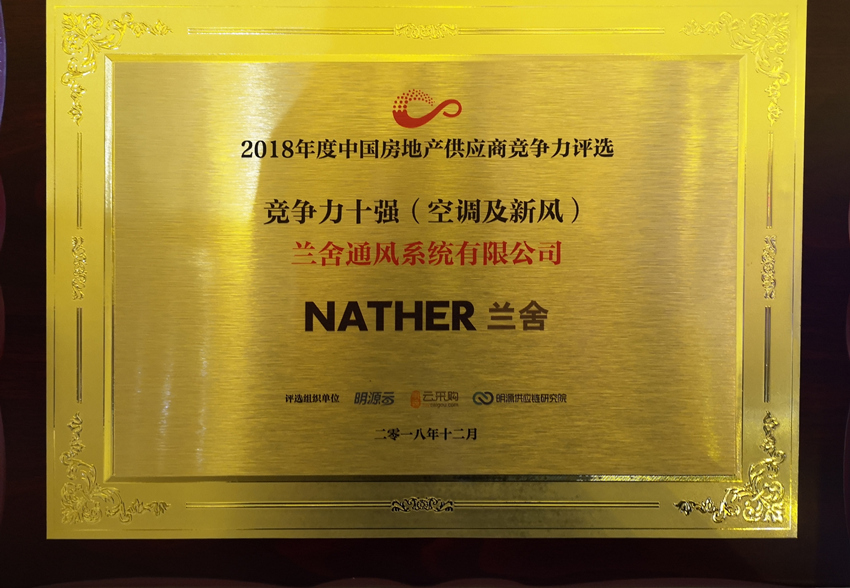 2018年度中国房地产供应商竞争力评选
竞争力十强（空调及新风）
兰舍通风系统有限公司
NATHER 兰舍
评选组织单位 明源云 云采购 明源供应链研究院
二零一八年十二月